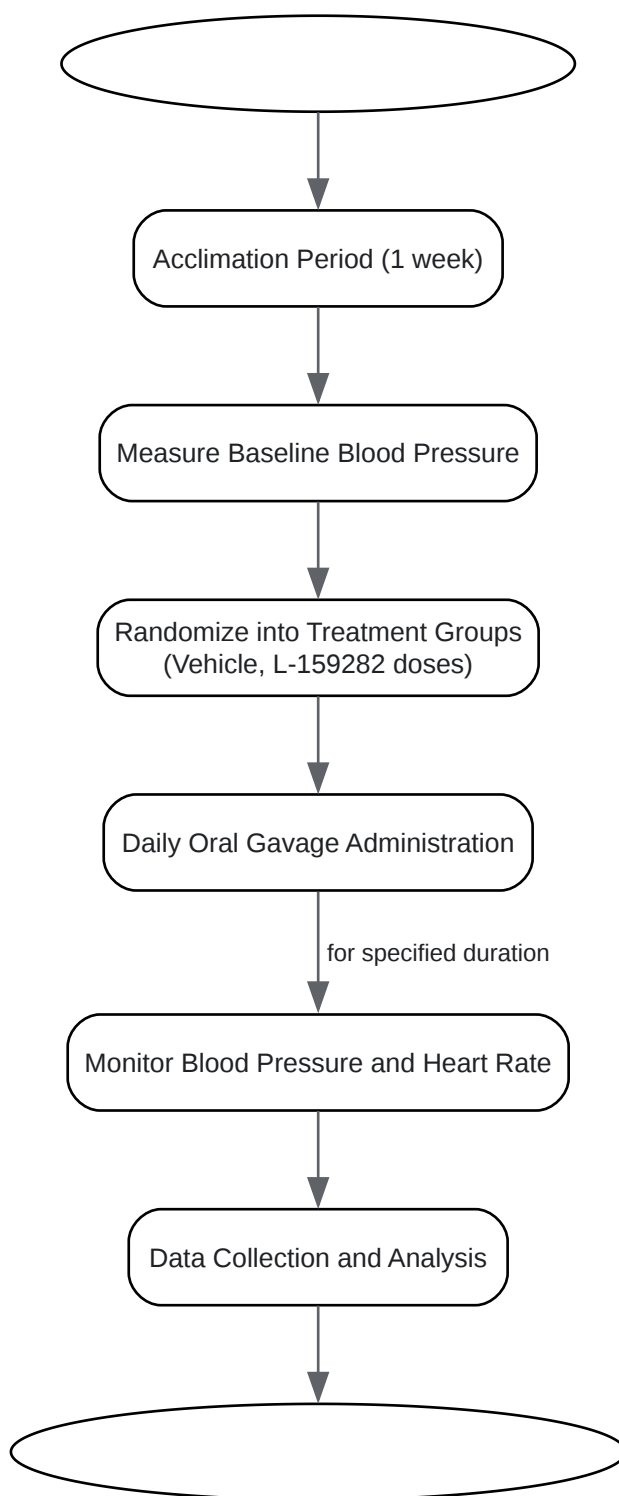 Acclimation Period (1 week)
Measure Baseline Blood Pressure
Randomize into Treatment Groups
(Vehicle, L-159282 doses)
Daily Oral Gavage Administration
for specified duration
Monitor Blood Pressure and Heart Rate
Data Collection and Analysis